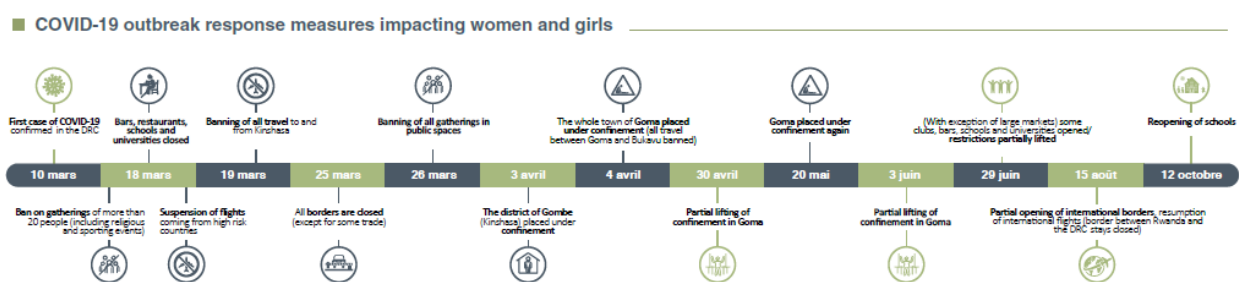 COVID-19 outbreak response measures impacting women and girls
First case of COVID-19
confirmed in the DRC
Bars, restaurants,
schools and
universities closed
Banning of all travel to and
from Kinshasa
Banning of all gatherings in
public spaces
The whole town of Goma placed
under confinement (all travel
between Goma and Bukavu banned)
Goma placed under
confinement again
(With exception of large markets) some
clubs, bars, schools and universities opened/
restrictions partially lifted
Reopening of schools
10 mars
18 mars
19 mars
25 mars
26 mars
3 avril
4 avril
30 avril
20 mai
3 juin
29 juin
15 août
12 octobre
Ban on gatherings of more than
20 people (including religious
and sporting events)
Suspension of flights
coming from high risk
countries
All borders are closed
(except for some trade)
The district of Gombe
(Kinshasa) placed under
confinement
Partial lifting of
confinement in Goma
Partial lifting of
confinement in Goma
Partial opening of international borders, resumption
of international flights (border between Rwanda and
the DRC stays closed)